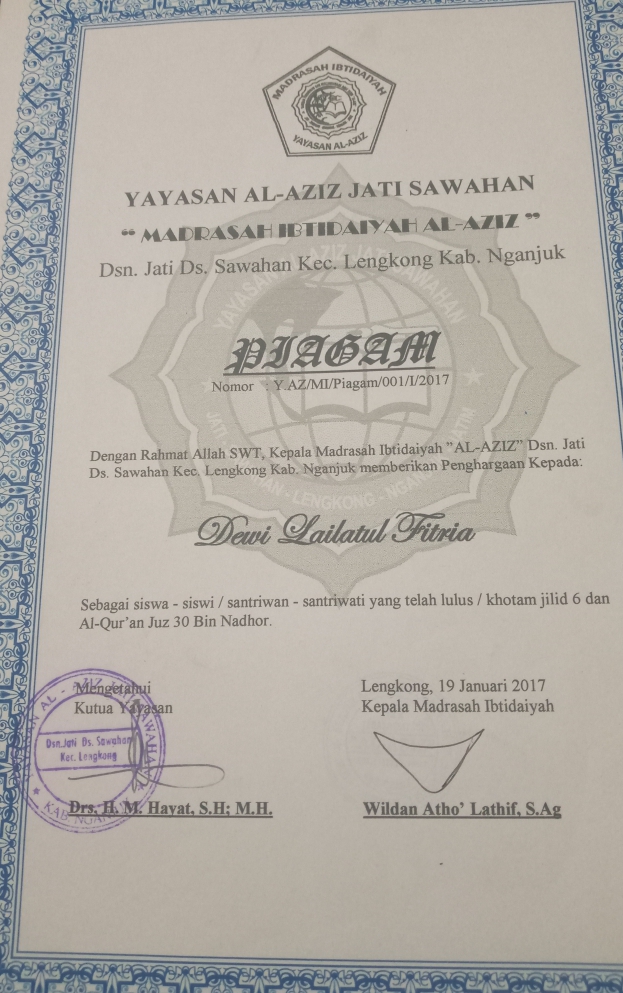 MADRASAH IBTIDAIYAH
YAYASAN AL-AZIZ
YAYASAN AL-AZIZ JATI SAWAHAN
“ MADRASAH IBTIDAIYAH AL-AZIZ ”
Dsn. Jati Ds. Sawahan Kec. Lengkong Kab. Nganjuk
PIAGAM
Nomor : Y.AZ/MI/Piagam/001/I/2017
Dengan Rahmat Allah SWT, Kepala Madrasah Ibtidaiyah ”AL-AZIZ” Dsn. Jati
Ds. Sawahan Kec. Lengkong Kab. Nganjuk memberikan Penghargaan Kepada:
Dewi Lailatul Fitria
Sebagai siswa - siswi / santriwan - santriwati yang telah lulus / khotam jilid 6 dan
Al-Qur’an Juz 30 Bin Nadhor.
Mengetahui
Kutua Yayasan
Dsn.Jati Ds. Sawahan
Kec. Lengkong
Drs. H. M. Hayat, S.H; M.H.
Lengkong, 19 Januari 2017
Kepala Madrasah Ibtidaiyah
Wildan Atho’ Lathif, S.Ag